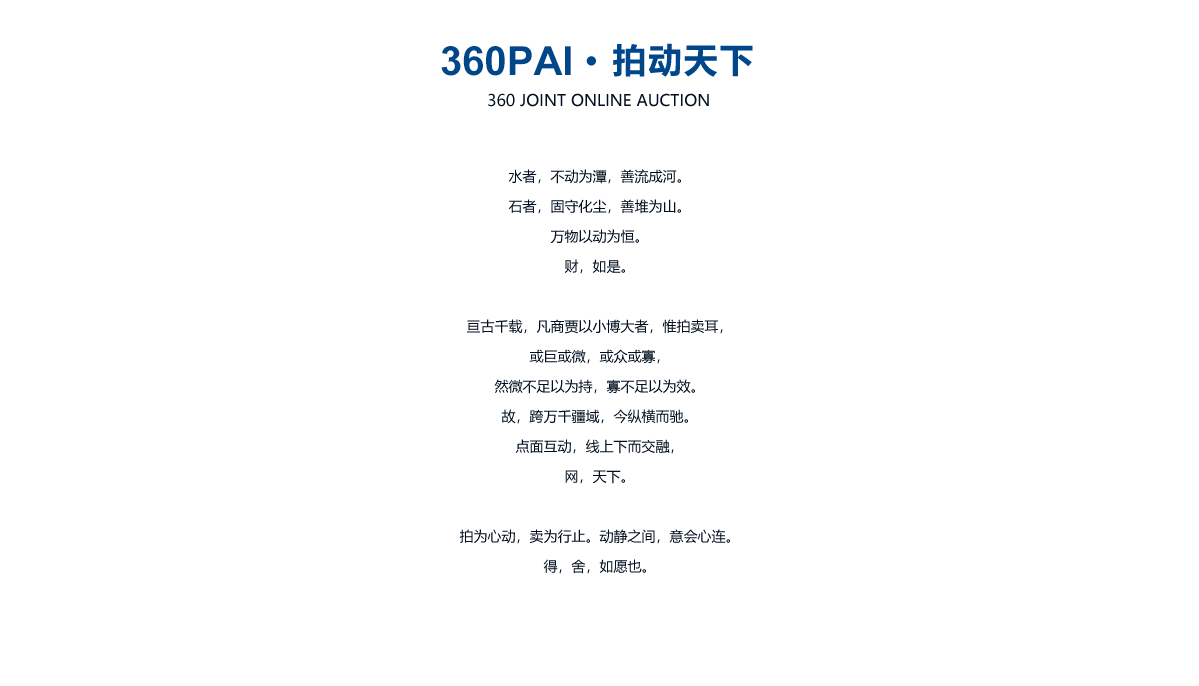 360PAI·拍动天下
360 JOINT ONLINE AUCTION
水者，不动为潭，善流成河。
石者，固守化尘，善堆为山。
万物以动为恒。
财，如是。
亘古千载，凡商贾以小博大者，惟拍卖耳，
或巨或微，或众或寡，
然微不足以为持，寡不足以为效。
故，跨万千疆域，今纵横而驰。
点面互动，线上下而交融，
网，天下。
拍为心动，卖为行止。动静之间，意会心连。
得，舍，如愿也。